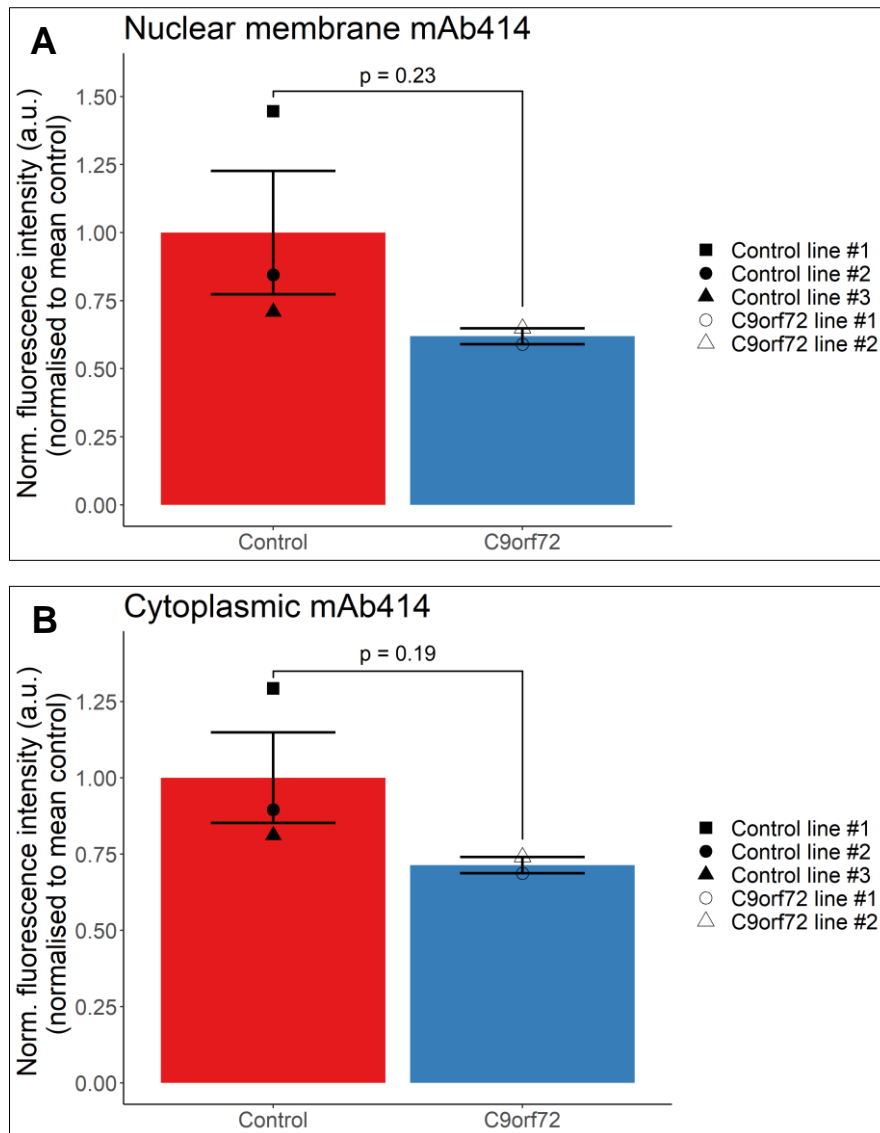 A
Nuclear membrane mAb414
Norm. fluorescence intensity (a.u.)
(normalised to mean control)
1.50
1.25
1.00
0.75
0.50
0.25
0.00
p = 0.23
Control
C9orf72
Control line #1
Control line #2
Control line #3
C9orf72 line #1
C9orf72 line #2
B
Cytoplasmic mAb414
Norm. fluorescence intensity (a.u.)
(normalised to mean control)
1.25
1.00
0.75
0.50
0.25
0.00
p = 0.19
Control
C9orf72
Control line #1
Control line #2
Control line #3
C9orf72 line #1
C9orf72 line #2